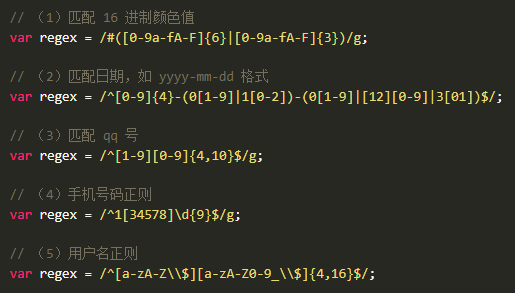 // （1）匹配 16 进制颜色值
var regex = /#([0-9a-fA-F]{6}|[0-9a-fA-F]{3})/g;
// （2）匹配日期，如 yyyy-mm-dd 格式
var regex = /^[0-9]{4}-(0[1-9]|1[0-2])-(0[1-9]|[12][0-9]|3[01])$/;
// （3）匹配 qq 号
var regex = /^[1-9][0-9]{4,10}$/g;
// （4）手机号码正则
var regex = /^1[34578]\d{9}$/g;
// （5）用户名正则
var regex = /^[a-zA-Z\\$][a-zA-Z0-9_\\$]{4,16}$/;